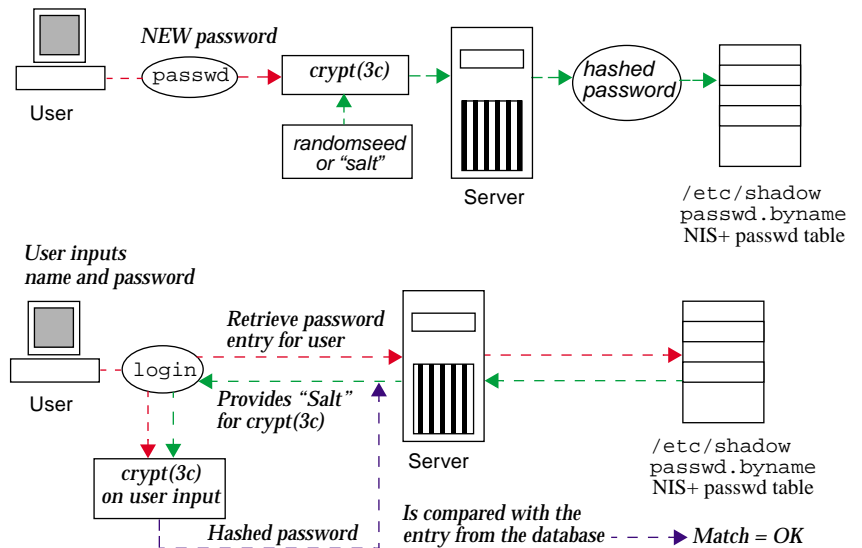 NEW password
passwd
User
crypt(3c)
randomseed
or “salt”
Server
hashed
password
/etc/shadow
passwd.byname
NIS+ passwd table
User inputs
name and password
login
User
Retrieve password
entry for user
Provides “Salt”
for crypt(3c)
Server
/etc/shadow
passwd.byname
NIS+ passwd table
crypt(3c)
on user input
Hashed password
Is compared with the
entry from the database
Match = OK